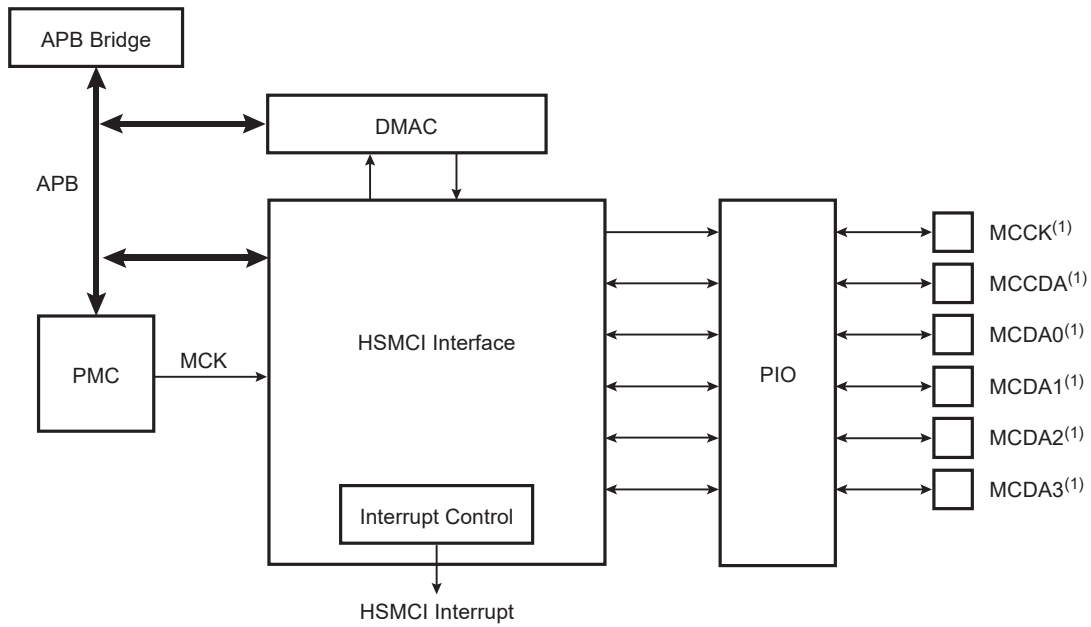 APB Bridge
DMAC
APB
MCCK(1)
MCCDA(1)
HSMCI Interface
MCDA0(1)
MCK
PMC
PIO
MCDA1(1)
MCDA2(1)
MCDA3(1)
Interrupt Control
HSMCI Interrupt